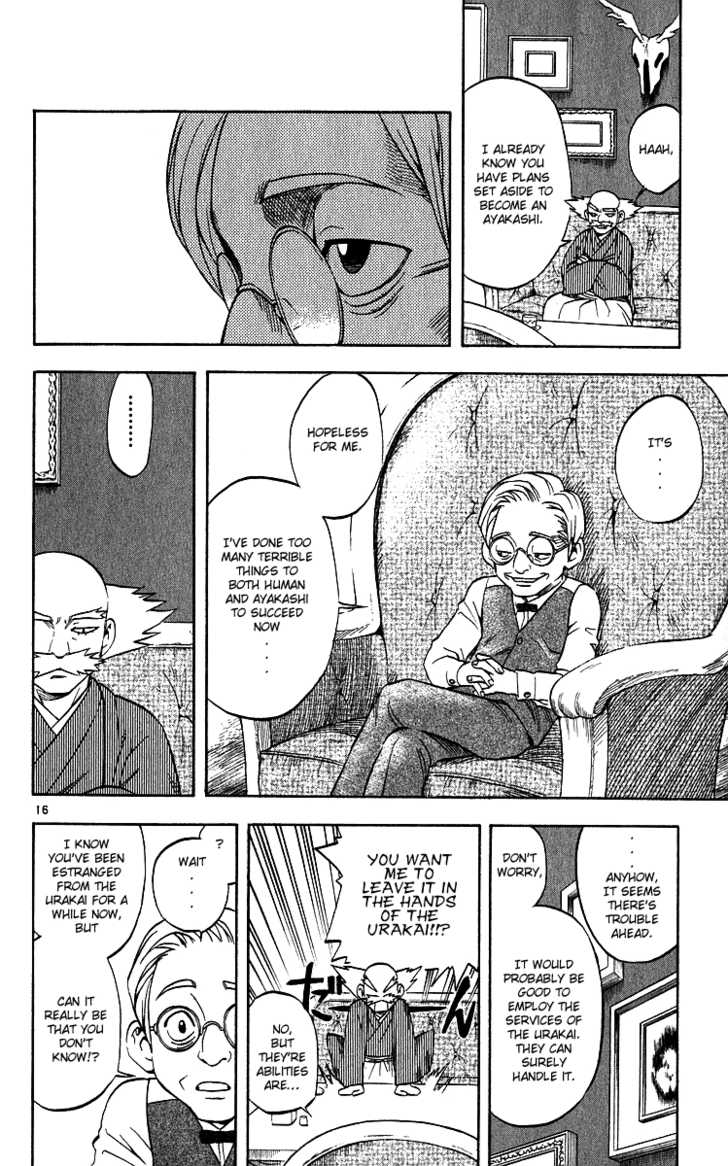 HAAH,
I ALREADY
KNOW YOU
HAVE PLANS
SET ASIDE TO
BECOME AN
AYAKASHI.
IT'S
...
HOPELESS
FOR ME.
I'VE DONE TOO
MANY TERRIBLE
THINGS TO
BOTH HUMAN
AND AYAKASHI
TO SUCCEED
NOW
...
........
16
...
ANYHOW,
IT SEEMS
THERE'S
TROUBLE
AHEAD.
DON'T
WORRY,
IT WOULD
PROBABLY BE
GOOD TO
EMPLOY THE
SERVICES OF
THE URAKAI.
THEY CAN
SURELY
HANDLE IT.
YOU WANT
ME TO
LEAVE IT IN
THE HANDS
OF THE
URAKAI!!?
だん
NO,
BUT
THEY'RE
ABILITIES
ARE...
?
WAIT
...
I KNOW
YOU'VE BEEN
ESTRANGED
FROM THE
URAKAI FOR A
WHILE NOW,
BUT
CAN IT
REALLY BE
THAT YOU
DON'T
KNOW!?